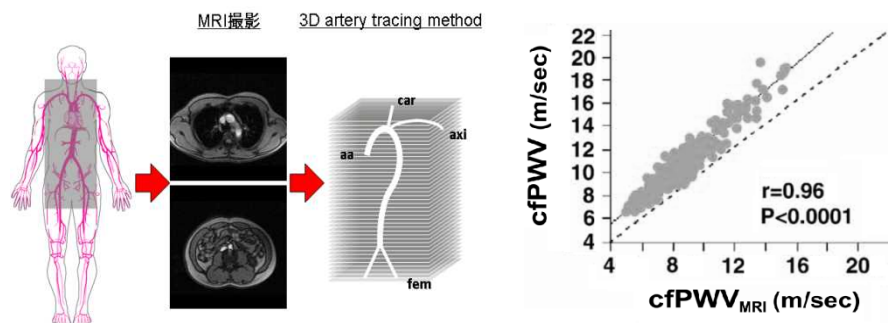 MRI撮影
3D artery tracing method
car
axi
aa
fem
cfPWV (m/sec)
22
20
18
16
14
12
10
8
6
4
r=0.96
P<0.0001
4
8
12
16
20
cfPWVMRI (m/sec)